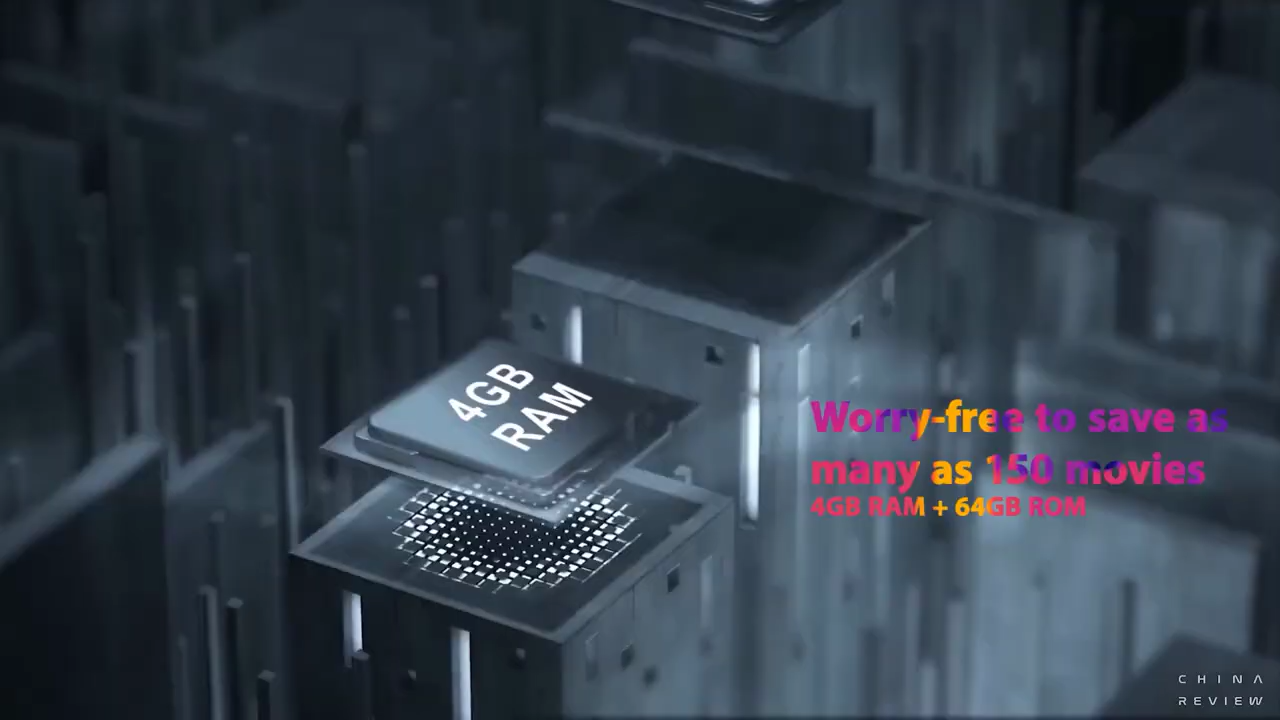 4GB
RAM
Worry-free to save as
many as 150 movies
4GB RAM + 64GB ROM
CHINA
REVIEW